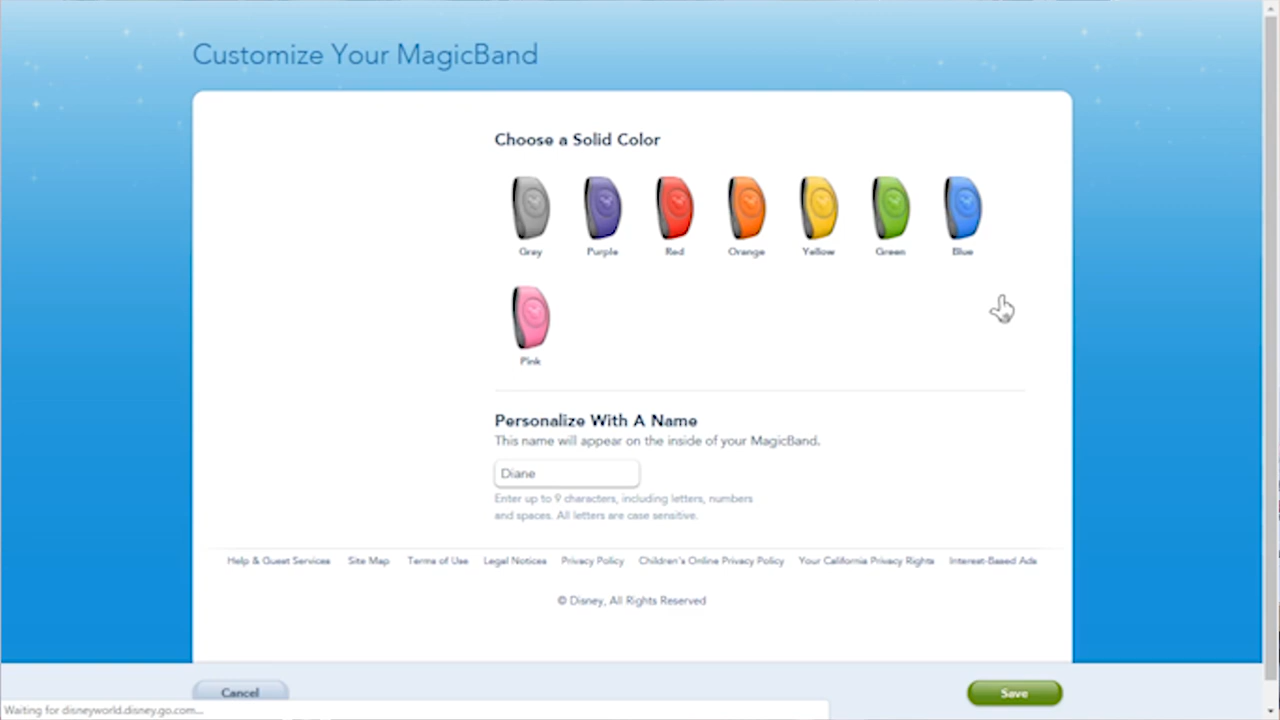 Customize Your MagicBand
Choose a Solid Color
Gray Purple Red Orange Yellow Green Blue
Pink
Personalize With A Name
This name will appear on the inside of your MagicBand.
Diane
Enter up to 9 characters, including letters, numbers
and spaces. All letters are case sensitive.
Help & Guest Services Site Map Terms of Use Legal Notices Privacy Policy Children's Online Privacy Policy Your California Privacy Rights Interest-Based Ads
© Disney, All Rights Reserved
Cancel Save
Waiting for disneyworld.disney.go.com...